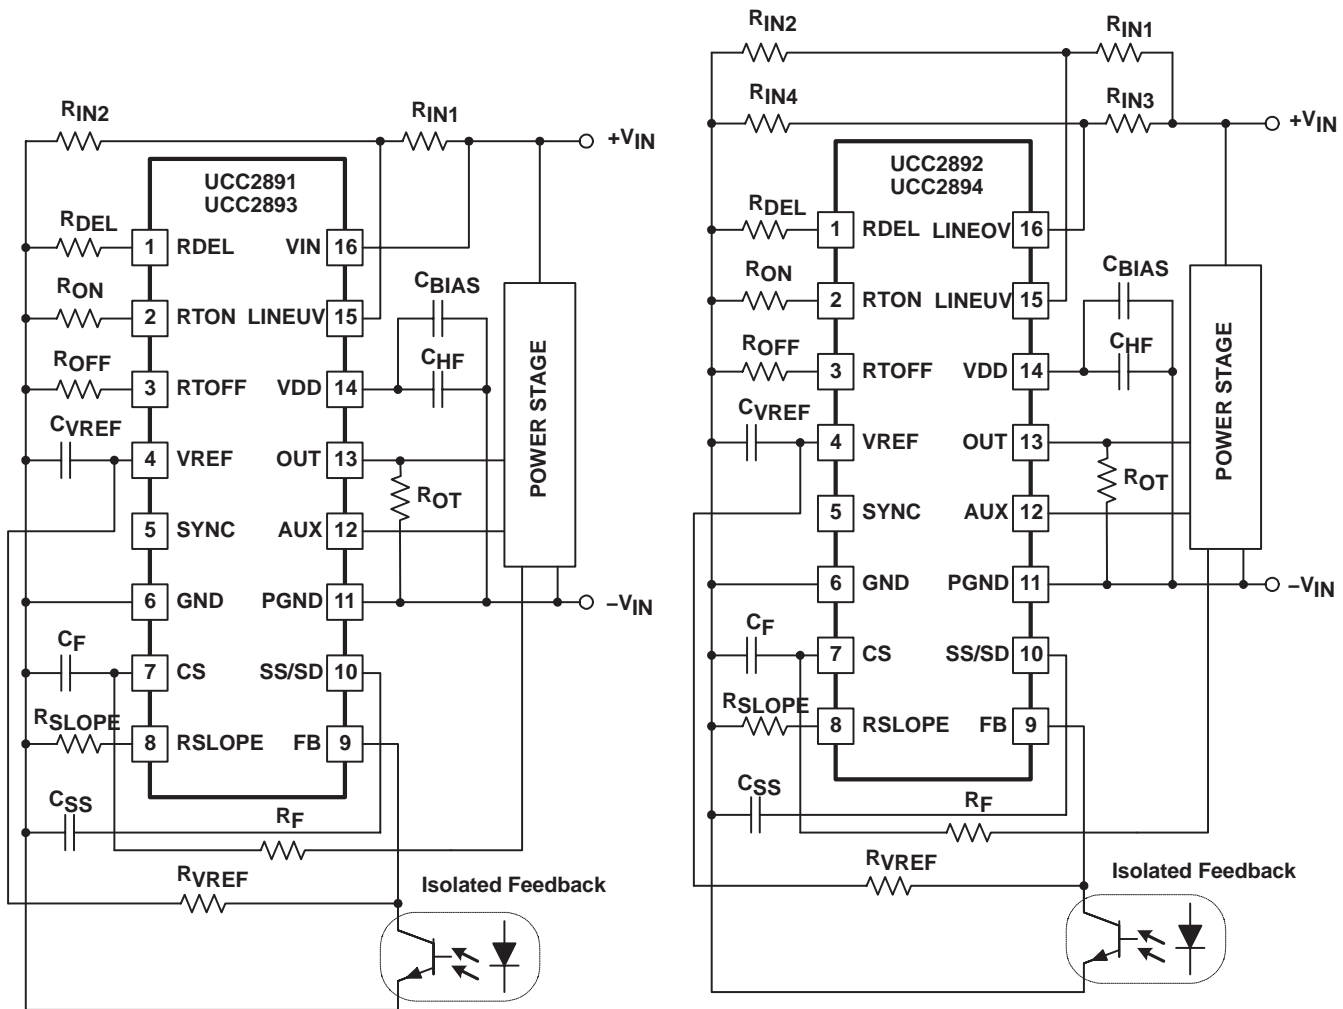 RIN2
RIN1
+VIN
UCC2891
UCC2893
RDEL
1 RDEL VIN 16
RON
CBIAS
2 RTON LINEUV 15
ROFF
CHF
3 RTOFF VDD 14
CVREF
4 VREF OUT 13
ROT
5 SYNC AUX 12
6 GND PGND 11
–VIN
CF
7 CS SS/SD 10
RSLOPE
8 RSLOPE FB 9
CSS
RF
RVREF
Isolated Feedback
POWER STAGE
RIN2
RIN1
RIN4
RIN3
+VIN
UCC2892
UCC2894
RDEL
1 RDEL LINEOV 16
RON
CBIAS
2 RTON LINEUV 15
ROFF
CHF
3 RTOFF VDD 14
CVREF
4 VREF OUT 13
ROT
5 SYNC AUX 12
6 GND PGND 11
–VIN
CF
7 CS SS/SD 10
RSLOPE
8 RSLOPE FB 9
CSS
RF
RVREF
Isolated Feedback
POWER STAGE